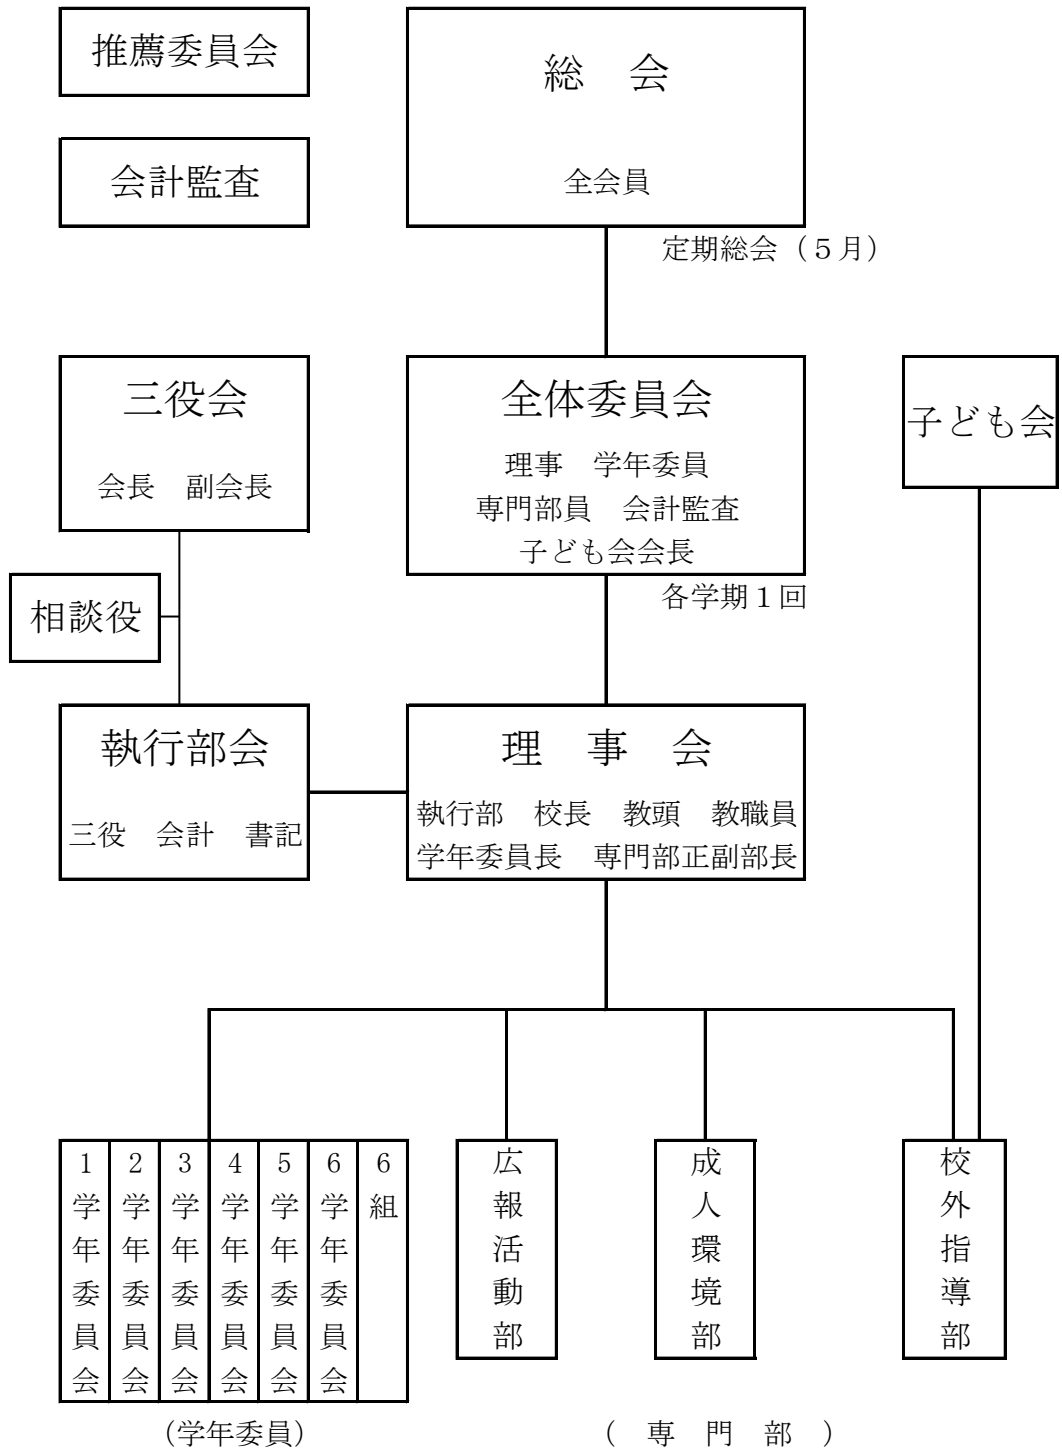 推薦委員会
総　会
全会員
会計監査
定期総会（５月）
三役会
会長　副会長
全体委員会
理事　学年委員
専門部員　会計監査
子ども会会長
各学期１回
子ども会
相談役
執行部会
三役　会計　書記
理　事　会
執行部　校長　教頭　教職員
学年委員長　専門部正副部長
1学年委員会
2学年委員会
3学年委員会
4学年委員会
5学年委員会
6学年委員会
6組
広報活動部
成人環境部
校外指導部
(学年委員)
(　専　門　部　)